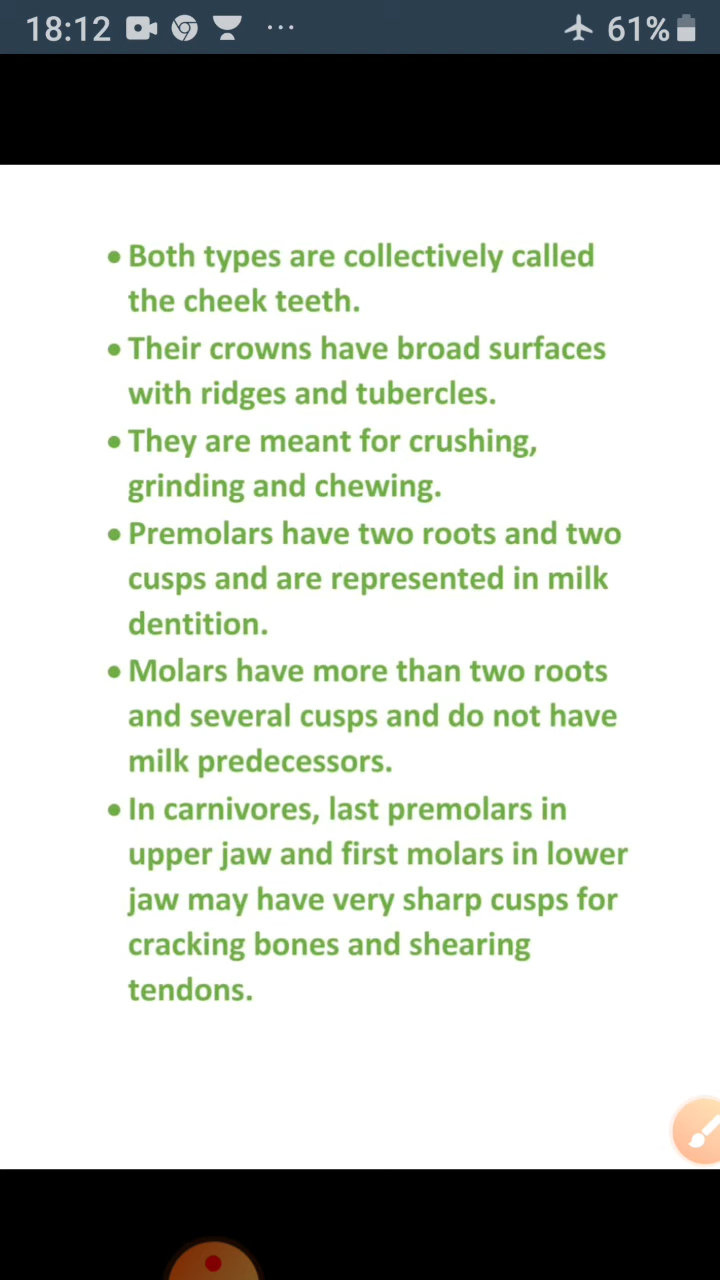 18:12 ... 61%
• Both types are collectively called
the cheek teeth.
• Their crowns have broad surfaces
with ridges and tubercles.
• They are meant for crushing,
grinding and chewing.
• Premolars have two roots and two
cusps and are represented in milk
dentition.
• Molars have more than two roots
and several cusps and do not have
milk predecessors.
• In carnivores, last premolars in
upper jaw and first molars in lower
jaw may have very sharp cusps for
cracking bones and shearing
tendons.